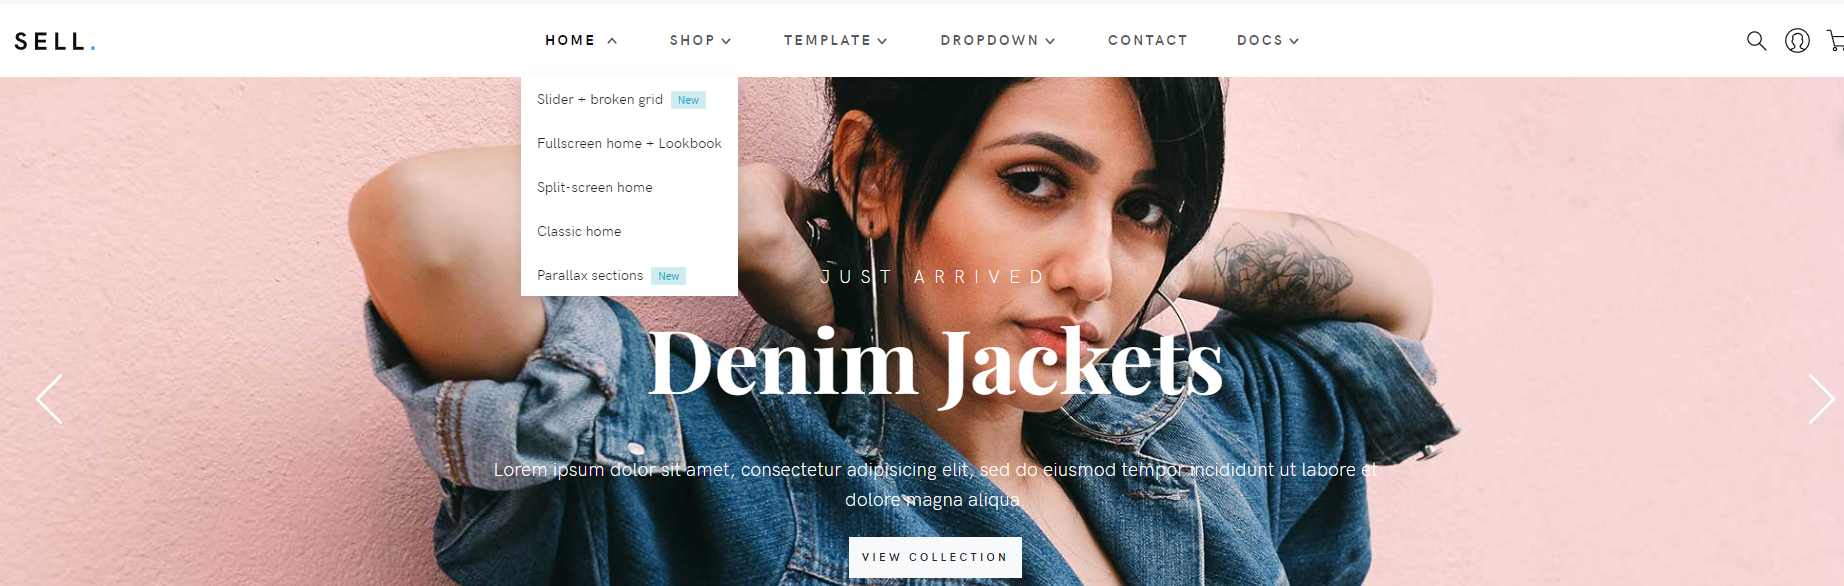 SELL.
HOME SHOP TEMPLATE DROPDOWN CONTACT DOCS
Slider + broken grid New
Fullscreen home + Lookbook
Split-screen home
Classic home
Parallax sections New
JUST ARRIVED
Denim Jackets
Lorem ipsum dolor sit amet, consectetur adipisicing elit, sed do eiusmod tempor incididunt ut labore et
dolore magna aliqua.
VIEW COLLECTION